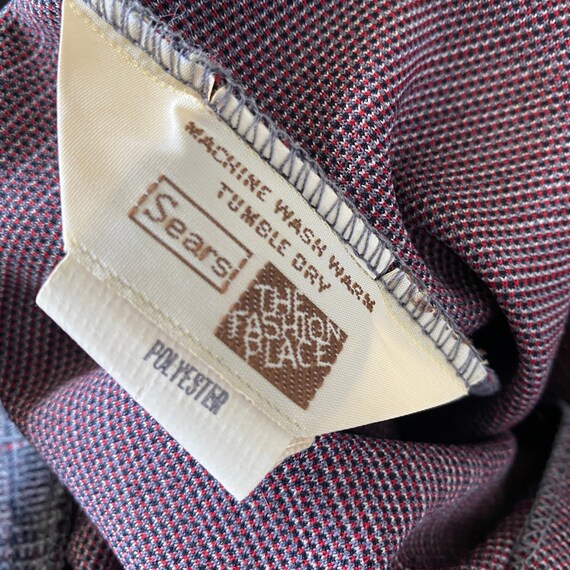 MACHINE WASH WARM
TUMBLE DRY
Sears
THE
FASHION
PLACE
POLYESTER